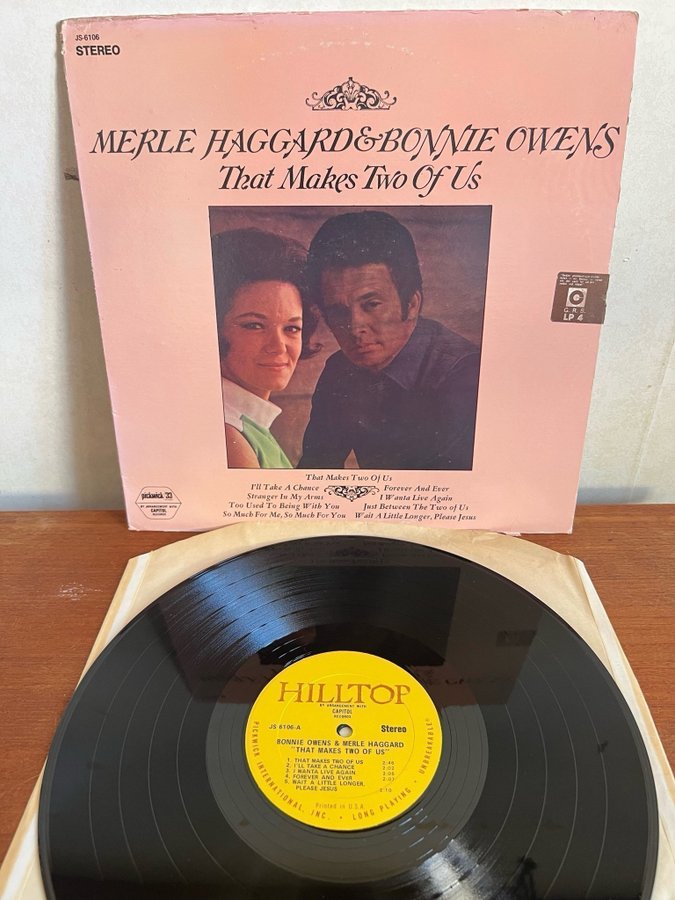 JS-6106
STEREO
MERLE HAGGARD & BONNIE OWENS
That Makes Two Of Us
G.R.S.
LP 4
That Makes Two Of Us
I'll Take A Chance
Stranger In My Arms
Too Used To Being With You
So Much For Me, So Much For You
Forever And Ever
I Wanta Live Again
Just Between The Two of Us
Wait A Little Longer, Please Jesus
pickwick 33
BY ARRANGEMENT WITH
CAPITOL
RECORDS
HILLTOP
BY ARRANGEMENT WITH
CAPITOL
RECORDS
JS 6106-A
Stereo
BONNIE OWENS & MERLE HAGGARD
"THAT MAKES TWO OF US"
1. THAT MAKES TWO OF US 2:46
2. I'LL TAKE A CHANCE 2:02
3. I WANTA LIVE AGAIN
4. FOREVER AND EVER
5. WAIT A LITTLE LONGER,
PLEASE JESUS 2:10
Printed in U.S.A.
PICKWICK INTERNATIONAL, INC. • LONG PLAYING • UNBREAKABLE